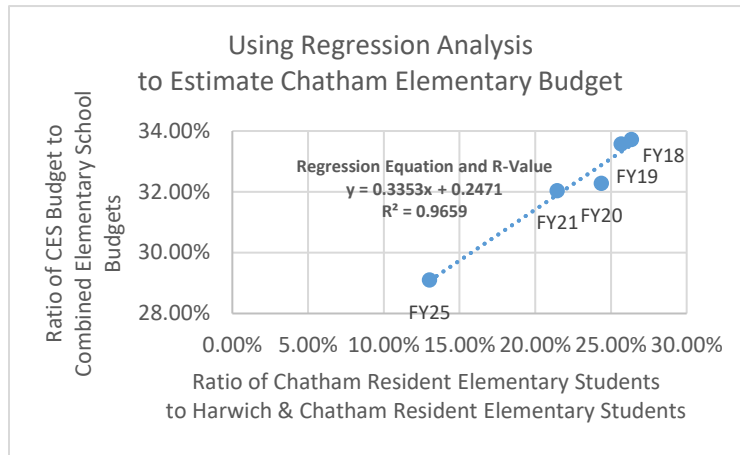 Using Regression Analysis
to Estimate Chatham Elementary Budget
Ratio of CES Budget to
Combined Elementary School
Budgets
34.00%
32.00%
30.00%
28.00%
Regression Equation and R-Value
y = 0.3353x + 0.2471
R² = 0.9659
FY18
FY19
FY21
FY20
FY25
0.00% 5.00% 10.00% 15.00% 20.00% 25.00% 30.00%
Ratio of Chatham Resident Elementary Students
to Harwich & Chatham Resident Elementary Students